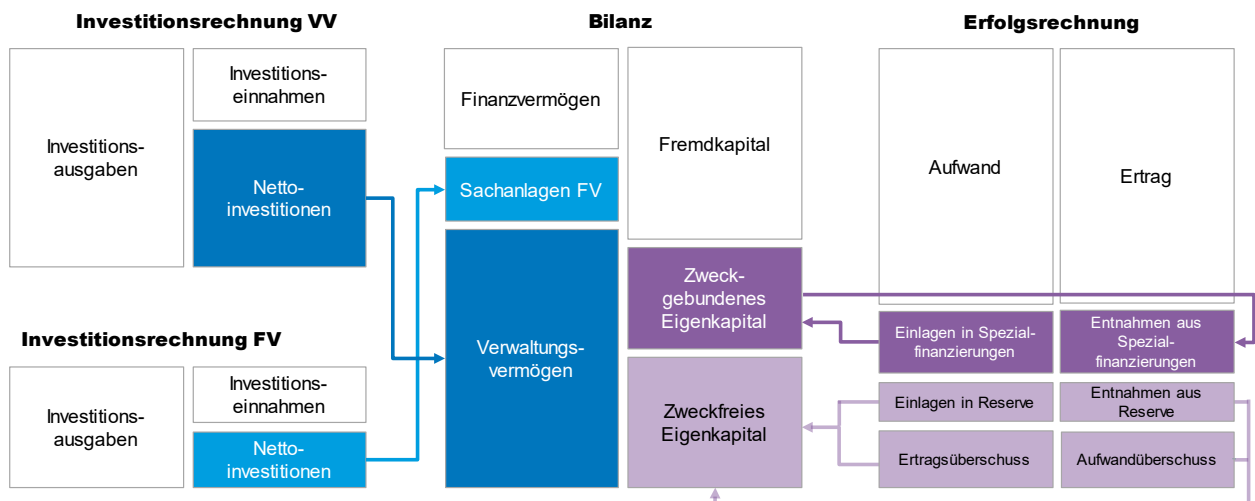 Investitionsrechnung VV
Investitions-
ausgaben
Investitions-
einnahmen
Netto-
investitionen
Investitionsrechnung FV
Investitions-
ausgaben
Investitions-
einnahmen
Netto-
investitionen
Bilanz
Finanzvermögen
Sachanlagen FV
Verwaltungs-
vermögen
Fremdkapital
Zweck-
gebundenes
Eigenkapital
Zweckfreies
Eigenkapital
Erfolgsrechnung
Aufwand
Ertrag
Einlagen in Spezial-
finanzierungen
Entnahmen aus
Spezial-
finanzierungen
Einlagen in Reserve
Entnahmen aus
Reserve
Ertragsüberschuss
Aufwandüberschuss